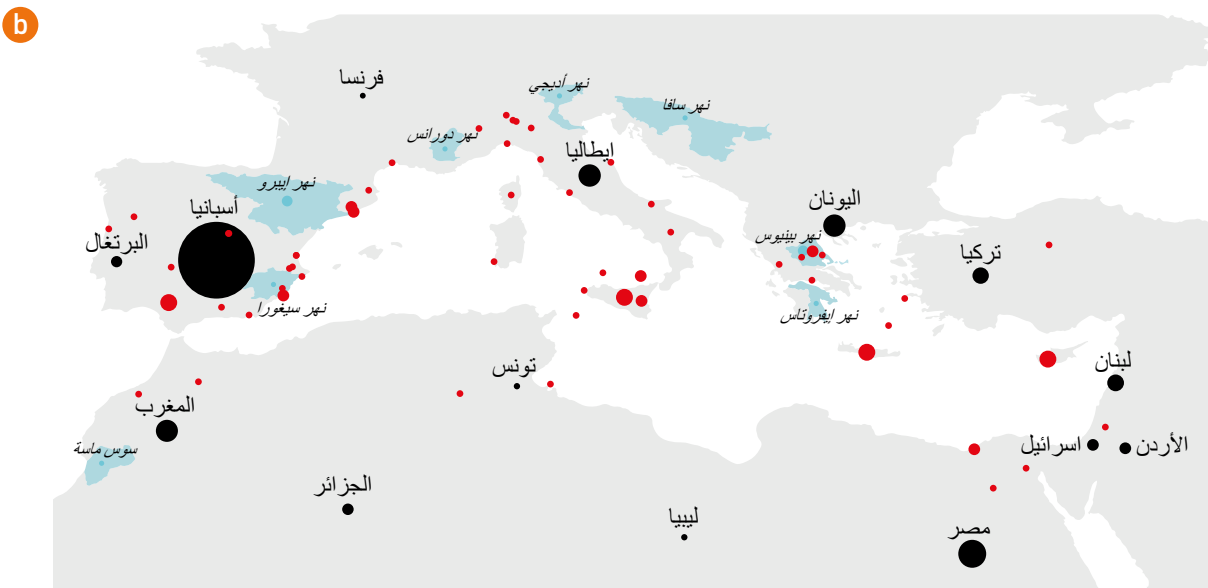 b
فرنسا
نهر أديجي
نهر سافا
نهر دورانس
ايطاليا
نهر إيبرو
أسبانيا
اليونان
البرتغال
نهر بينيوس
تركيا
نهر سيغورا
نهر إيفروتاس
تونس
لبنان
المغرب
سوس ماسة
اسرائيل
الأردن
الجزائر
ليبيا
مصر